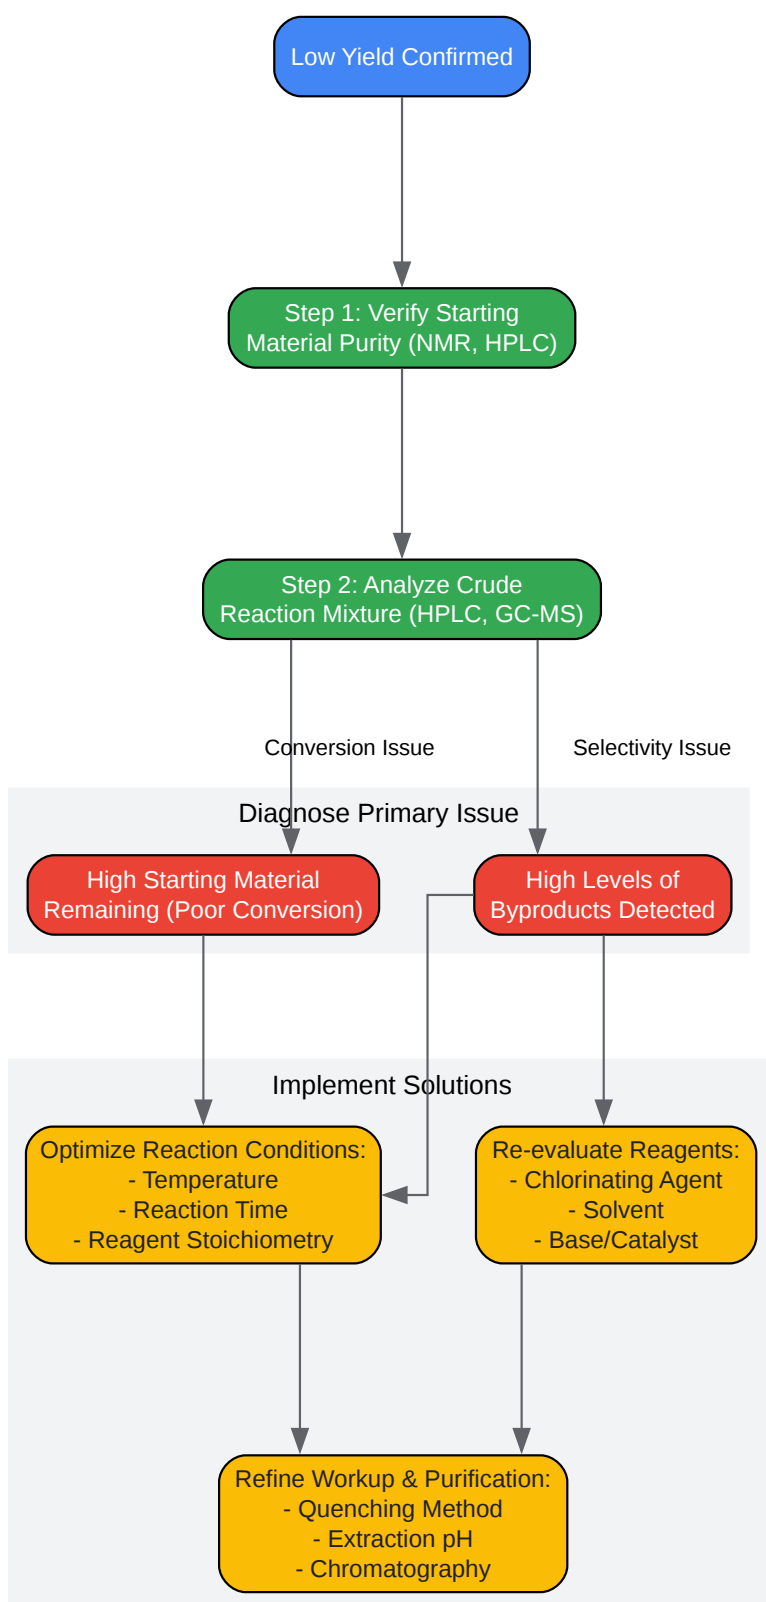 Low Yield Confirmed
Step 1: Verify Starting
Material Purity (NMR, HPLC)
Step 2: Analyze Crude
Reaction Mixture (HPLC, GC-MS)
Conversion Issue
Selectivity Issue
Diagnose Primary Issue
High Starting Material
Remaining (Poor Conversion)
High Levels of
Byproducts Detected
Implement Solutions
Optimize Reaction Conditions:
- Temperature
- Reaction Time
- Reagent Stoichiometry
Re-evaluate Reagents:
- Chlorinating Agent
- Solvent
- Base/Catalyst
Refine Workup & Purification:
- Quenching Method
- Extraction pH
- Chromatography